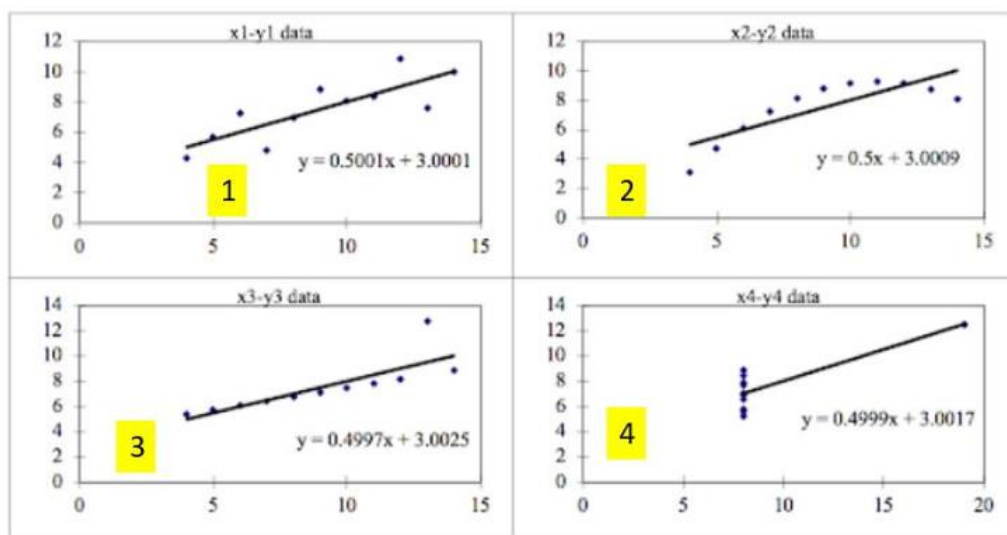 x1-y1 data
12
10
8
6
4
2
0
y = 0.5001x + 3.0001
1
0 5 10 15
x2-y2 data
12
10
8
6
4
2
0
y = 0.5x + 3.0009
2
0 5 10 15
x3-y3 data
14
12
10
8
6
4
2
0
y = 0.4997x + 3.0025
3
0 5 10 15
x4-y4 data
14
12
10
8
6
4
2
0
y = 0.4999x + 3.0017
4
0 5 10 15 20